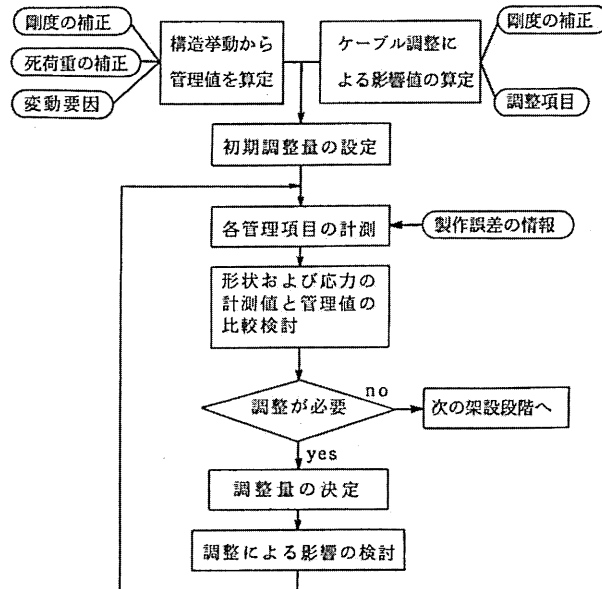 剛度の補正
死荷重の補正
変動要因
構造挙動から
管理値を算定
ケーブル調整に
よる影響値の算定
剛度の補正
調整項目
初期調整量の設定
各管理項目の計測
製作誤差の情報
形状および応力の
計測値と管理値の
比較検討
調整が必要
no
次の架設段階へ
yes
調整量の決定
調整による影響の検討